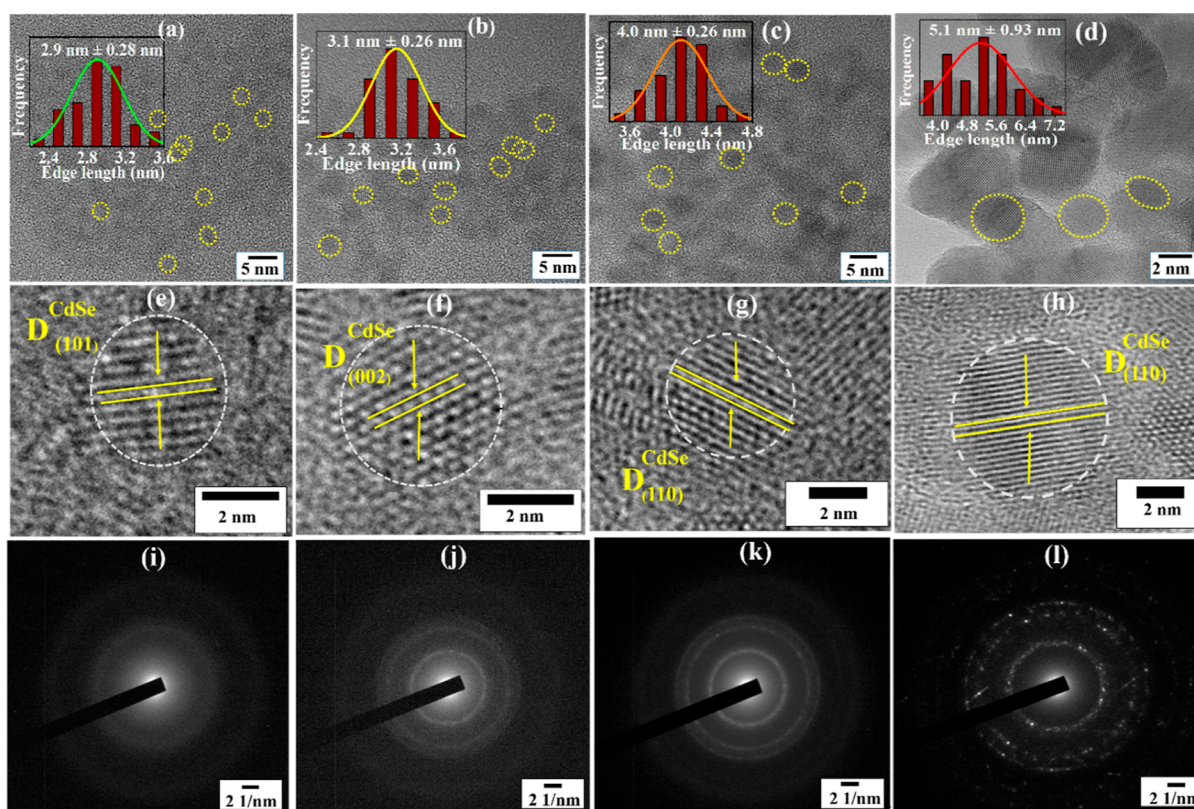 (a)
2.9 nm ± 0.28 nm
Frequency
2.4 2.8 3.2 3.6
Edge length (nm)
5 nm
(b)
3.1 nm ± 0.26 nm
Frequency
2.4 2.8 3.2 3.6
Edge length (nm)
5 nm
(c)
4.0 nm ± 0.26 nm
Frequency
3.6 4.0 4.4 4.8
Edge length (nm)
5 nm
(d)
5.1 nm ± 0.93 nm
Frequency
4.0 4.8 5.6 6.4 7.2
Edge length (nm)
2 nm
(e)
D CdSe (101)
2 nm
(f)
D CdSe (002)
2 nm
(g)
D CdSe (110)
2 nm
(h)
D CdSe (110)
2 nm
(i)
2 1/nm
(j)
2 1/nm
(k)
2 1/nm
(l)
2 1/nm